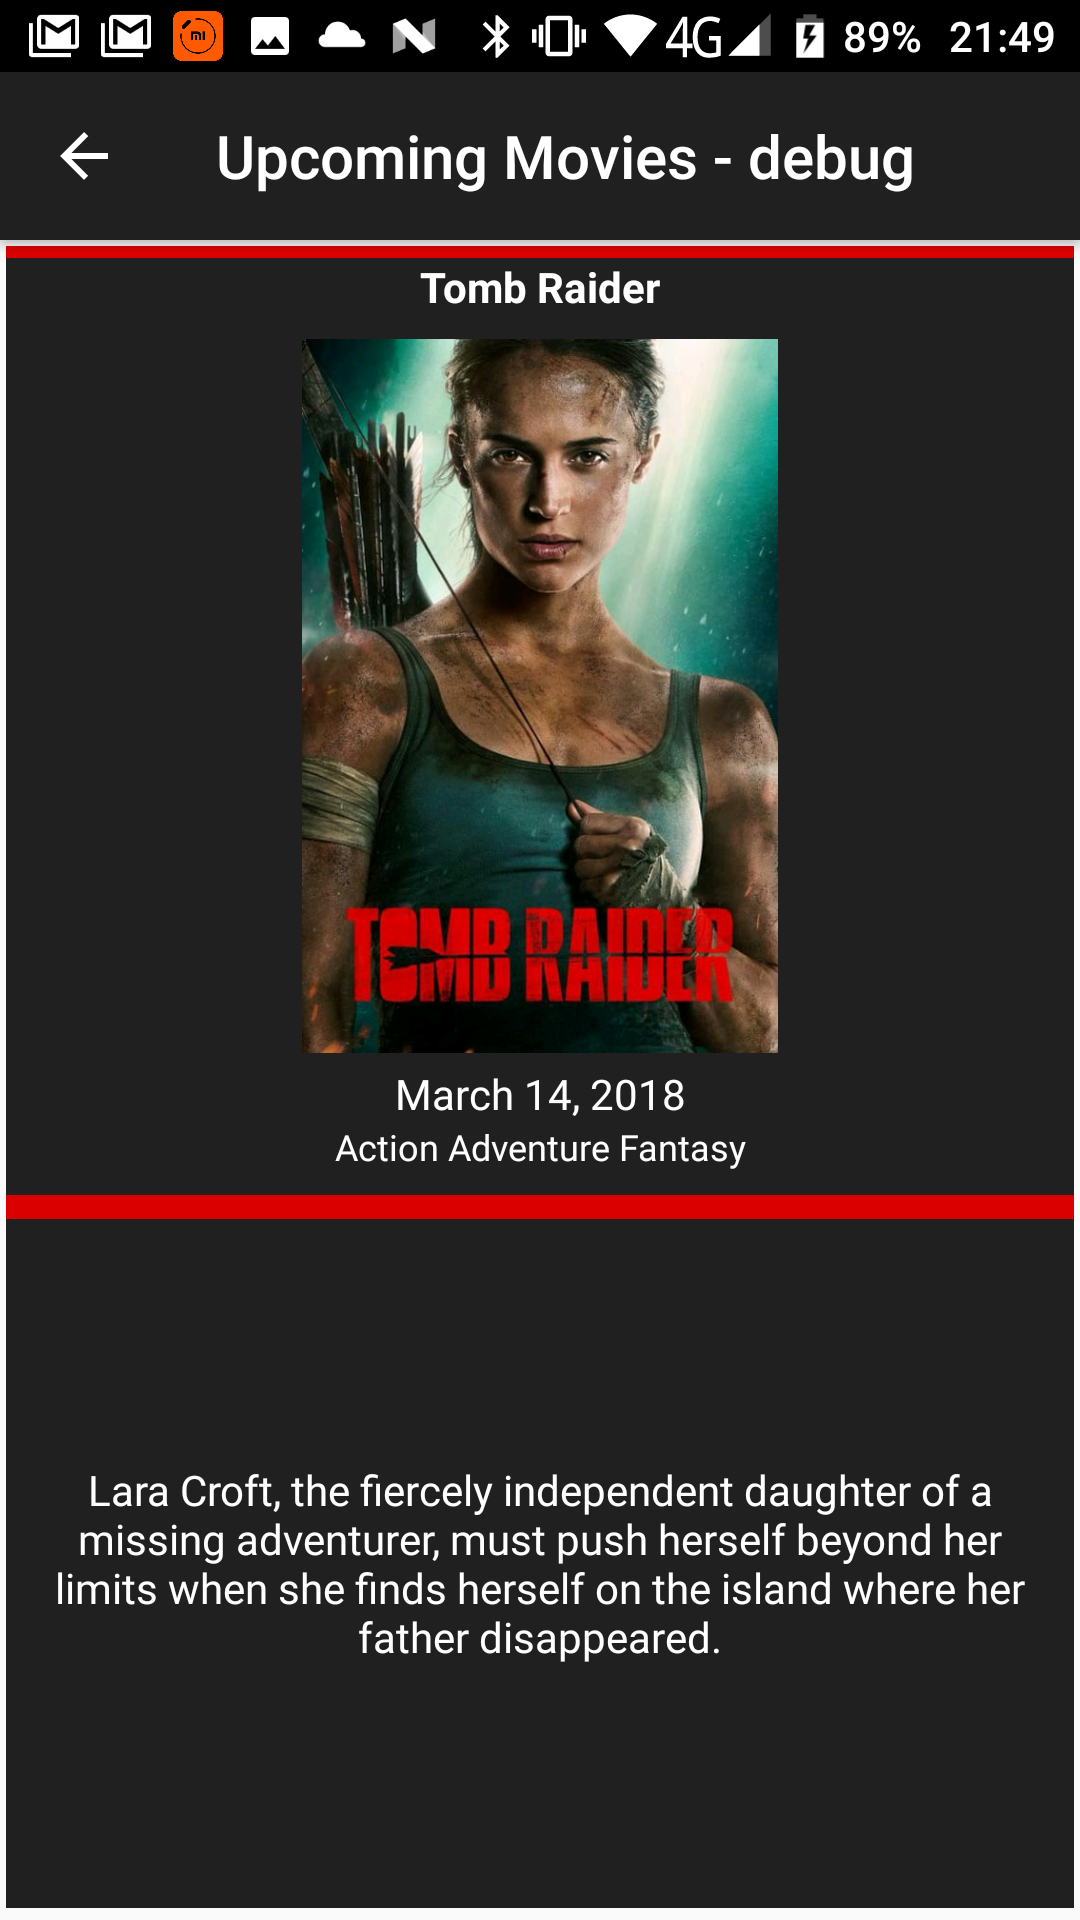 4G 89% 21:49
Upcoming Movies - debug
Tomb Raider
TOMB RAIDER
March 14, 2018
Action Adventure Fantasy
Lara Croft, the fiercely independent daughter of a
missing adventurer, must push herself beyond her
limits when she finds herself on the island where her
father disappeared.